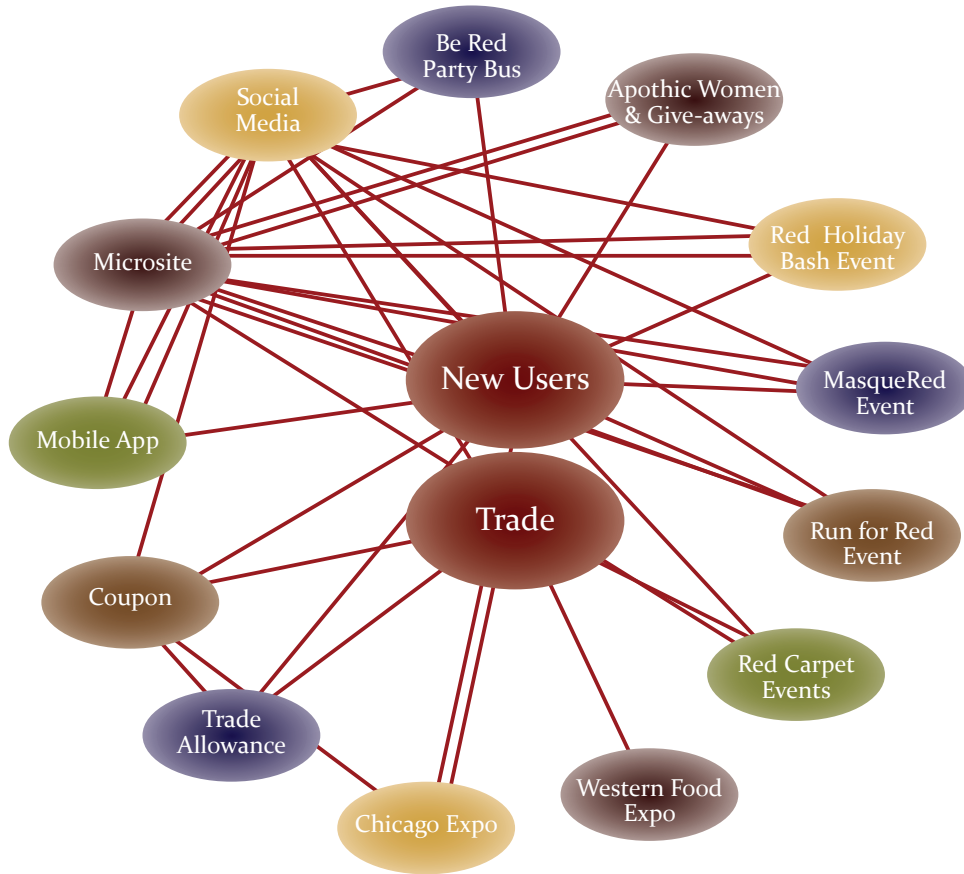 Be Red
Party Bus
Social
Media
Apothic Women
& Give-aways
Red Holiday
Bash Event
Microsite
New Users
MasqueRed
Event
Mobile App
Trade
Run for Red
Event
Coupon
Red Carpet
Events
Trade
Allowance
Western Food
Expo
Chicago Expo